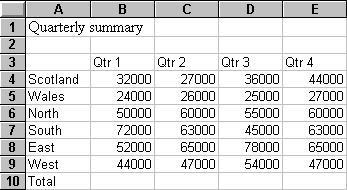 A B C D E
1 Quarterly summary
2
3 Qtr 1 Qtr 2 Qtr 3 Qtr 4
4 Scotland 32000 27000 36000 44000
5 Wales 24000 26000 25000 27000
6 North 50000 60000 55000 60000
7 South 72000 63000 45000 63000
8 East 52000 65000 78000 65000
9 West 44000 47000 54000 47000
10 Total